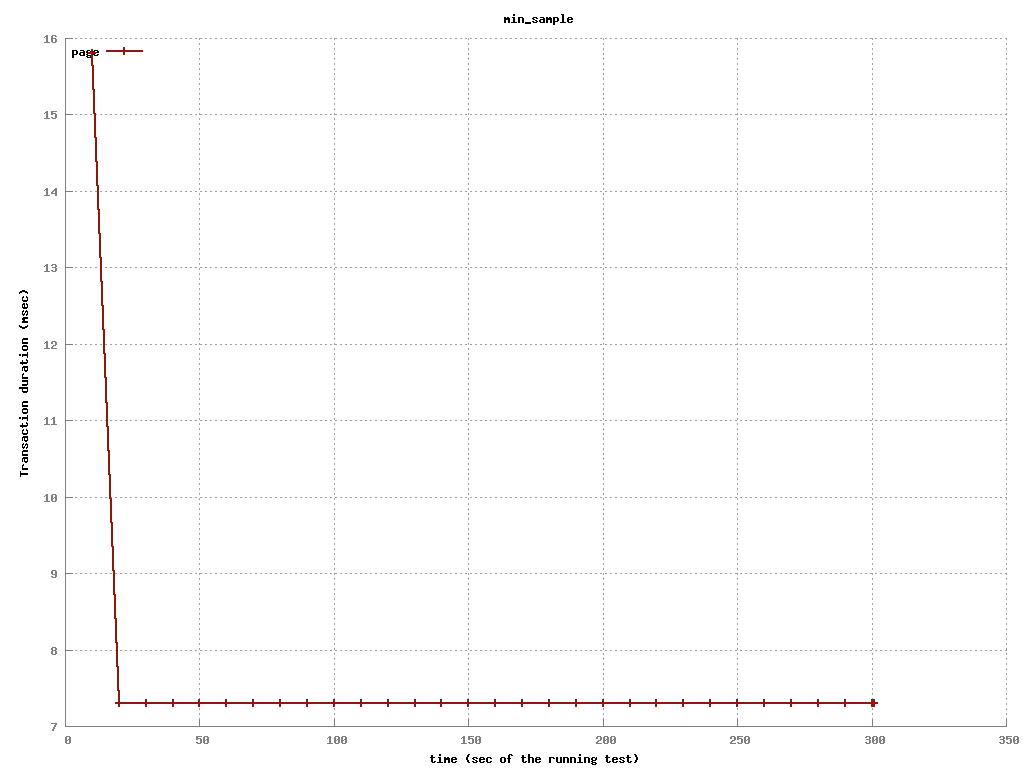 min_sample
page
16
15
14
13
12
11
10
9
8
7
Transaction duration (msec)
0 50 100 150 200 250 300 350
time (sec of the running test)